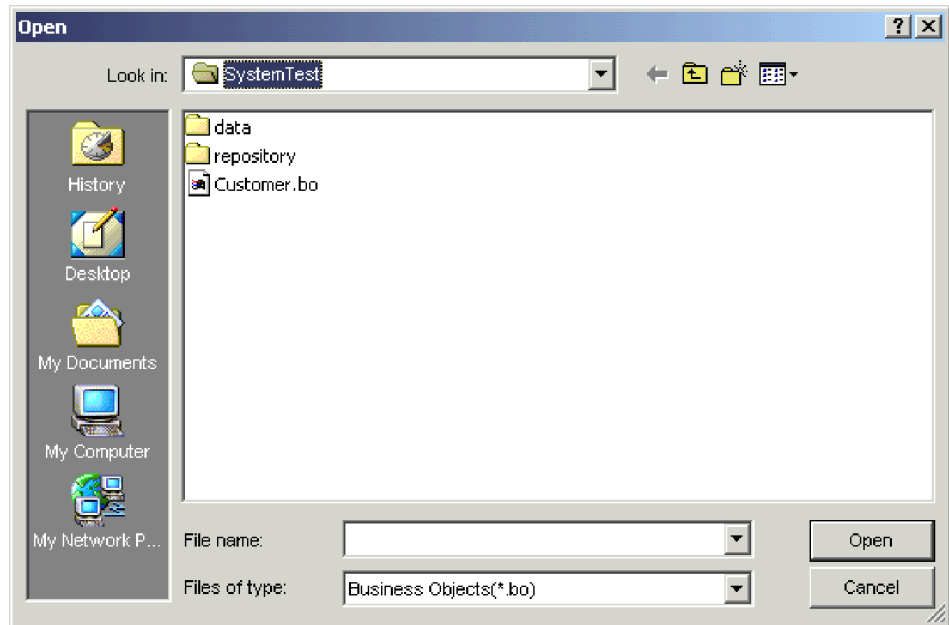 Open
Look in: SystemTest
History
Desktop
My Documents
My Computer
My Network P...
data
repository
Customer.bo
File name:
Open
Files of type: Business Objects(*.bo)
Cancel